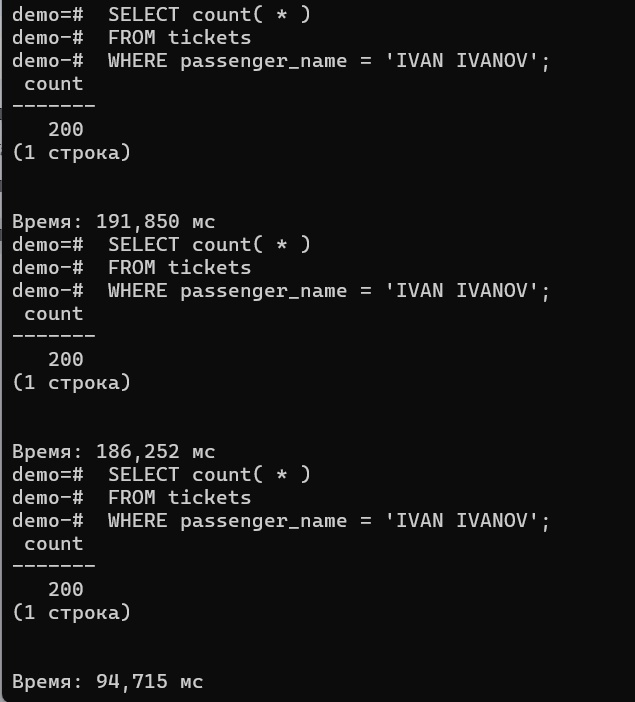 demo=#  SELECT count( * )
demo-#  FROM tickets
demo-#  WHERE passenger_name = 'IVAN IVANOV';
 count
-------
   200
(1 строка)
Время: 191,850 мс
demo=#  SELECT count( * )
demo-#  FROM tickets
demo-#  WHERE passenger_name = 'IVAN IVANOV';
 count
-------
   200
(1 строка)
Время: 186,252 мс
demo=#  SELECT count( * )
demo-#  FROM tickets
demo-#  WHERE passenger_name = 'IVAN IVANOV';
 count
-------
   200
(1 строка)
Время: 94,715 мс